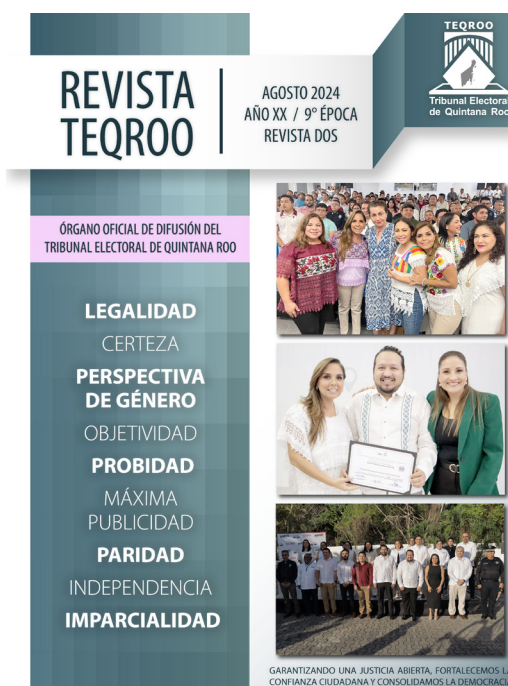 REVISTA
TEQROO
AGOSTO 2024
AÑO XX / 9° ÉPOCA
REVISTA DOS
TEQROO
Tribunal Electoral
de Quintana Roo
ÓRGANO OFICIAL DE DIFUSIÓN DEL
TRIBUNAL ELECTORAL DE QUINTANA ROO
LEGALIDAD
CERTEZA
PERSPECTIVA
DE GÉNERO
OBJETIVIDAD
PROBIDAD
MÁXIMA
PUBLICIDAD
PARIDAD
INDEPENDENCIA
IMPARCIALIDAD
GARANTIZANDO UNA JUSTICIA ABIERTA, FORTALECEMOS LA
CONFIANZA CIUDADANA Y CONSOLIDAMOS LA DEMOCRACIA